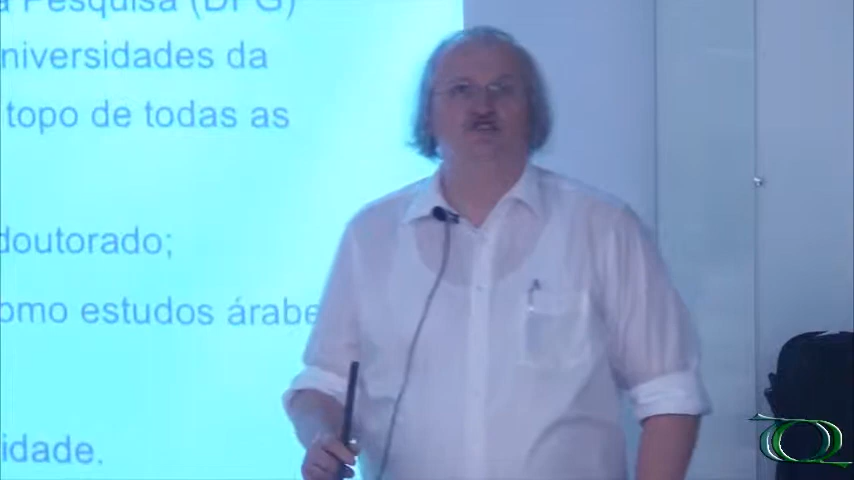 a Pesquisa (DFG)
niversidades da
topo de todas as
doutorado;
omo estudos árabe
idade.